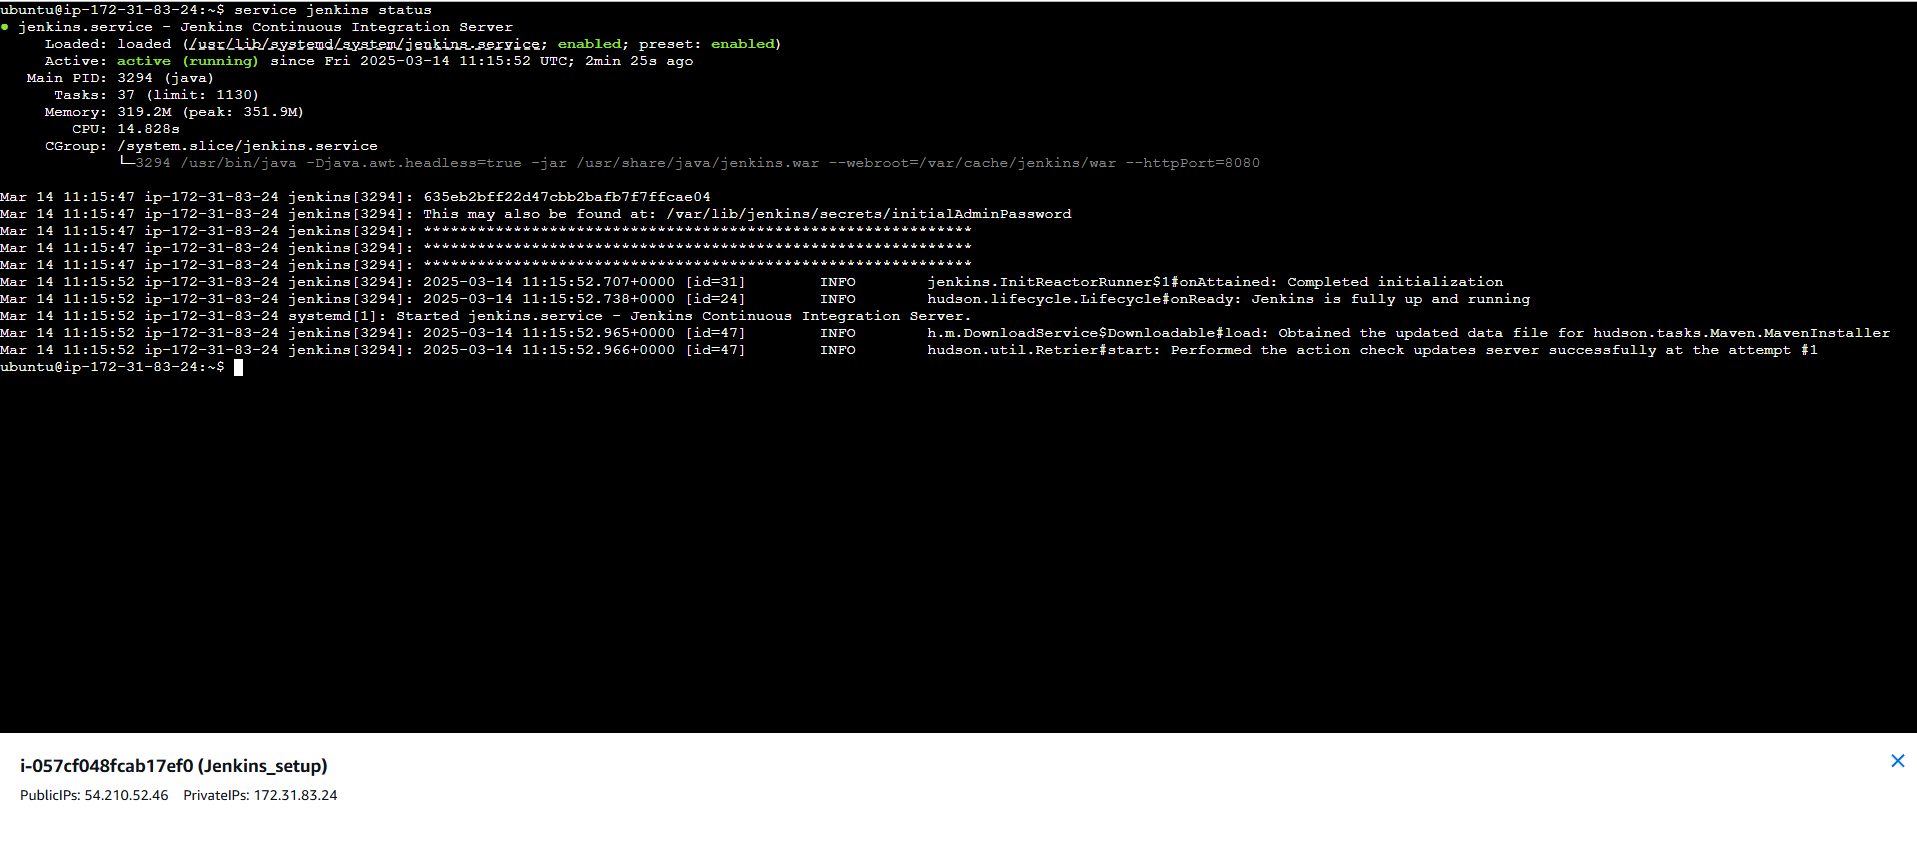 ubuntu@ip-172-31-83-24:~$ service jenkins status
● jenkins.service - Jenkins Continuous Integration Server
Loaded: loaded (/usr/lib/systemd/system/jenkins.service; enabled; preset: enabled)
Active: active (running) since Fri 2025-03-14 11:15:52 UTC; 2min 25s ago
Main PID: 3294 (java)
Tasks: 37 (limit: 1130)
Memory: 319.2M (peak: 351.9M)
CPU: 14.828s
CGroup: /system.slice/jenkins.service
└─3294 /usr/bin/java -Djava.awt.headless=true -jar /usr/share/java/jenkins.war --webroot=/var/cache/jenkins/war --httpPort=8080
Mar 14 11:15:47 ip-172-31-83-24 jenkins[3294]: 635eb2bff22d47cbb2bafb7f7ffcae04
Mar 14 11:15:47 ip-172-31-83-24 jenkins[3294]: This may also be found at: /var/lib/jenkins/secrets/initialAdminPassword
Mar 14 11:15:47 ip-172-31-83-24 jenkins[3294]: *************************************************************
Mar 14 11:15:47 ip-172-31-83-24 jenkins[3294]: *************************************************************
Mar 14 11:15:47 ip-172-31-83-24 jenkins[3294]: *************************************************************
Mar 14 11:15:52 ip-172-31-83-24 jenkins[3294]: 2025-03-14 11:15:52.707+0000 [id=31] INFO jenkins.InitReactorRunner$1#onAttained: Completed initialization
Mar 14 11:15:52 ip-172-31-83-24 jenkins[3294]: 2025-03-14 11:15:52.738+0000 [id=24] INFO hudson.lifecycle.Lifecycle#onReady: Jenkins is fully up and running
Mar 14 11:15:52 ip-172-31-83-24 systemd[1]: Started jenkins.service - Jenkins Continuous Integration Server.
Mar 14 11:15:52 ip-172-31-83-24 jenkins[3294]: 2025-03-14 11:15:52.965+0000 [id=47] INFO h.m.DownloadService$Downloadable#load: Obtained the updated data file for hudson.tasks.Maven.MavenInstaller
Mar 14 11:15:52 ip-172-31-83-24 jenkins[3294]: 2025-03-14 11:15:52.966+0000 [id=47] INFO hudson.util.Retrier#start: Performed the action check updates server successfully at the attempt #1
ubuntu@ip-172-31-83-24:~$
i-057cf048fcab17ef0 (Jenkins_setup)
PublicIPs: 54.210.52.46 PrivateIPs: 172.31.83.24